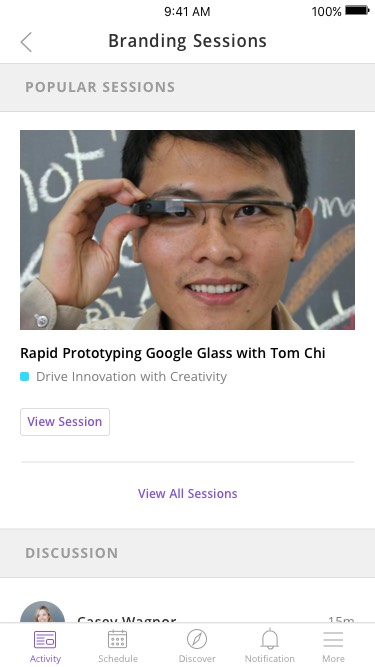 9:41 AM
100%
Branding Sessions
POPULAR SESSIONS
not
Rapid Prototyping Google Glass with Tom Chi
Drive Innovation with Creativity
View Session
View All Sessions
DISCUSSION
Casey Wagner
15m
Activity
Schedule
Discover
Notification
More